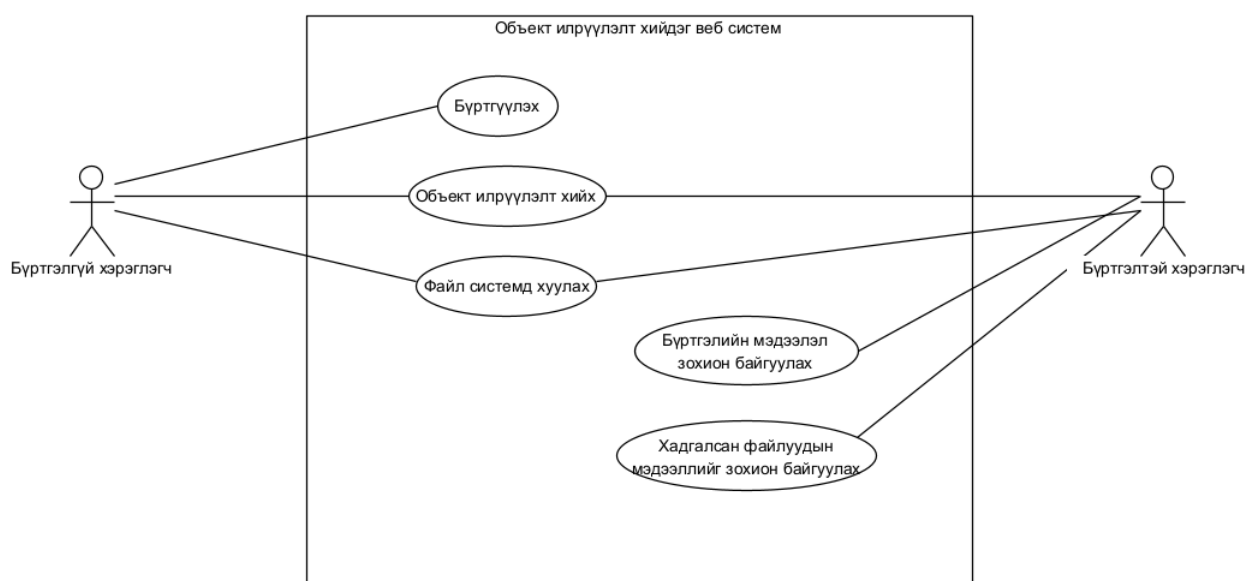 Объект илрүүлэлт хийдэг веб систем
Бүртгүүлэх
Объект илрүүлэлт хийх
Бүртгэлгүй хэрэглэгч
Бүртгэлтэй хэрэглэгч
Файл системд хуулах
Бүртгэлийн мэдээлэл
зохион байгуулах
Хадгалсан файлуудын
мэдээллийг зохион байгуулах